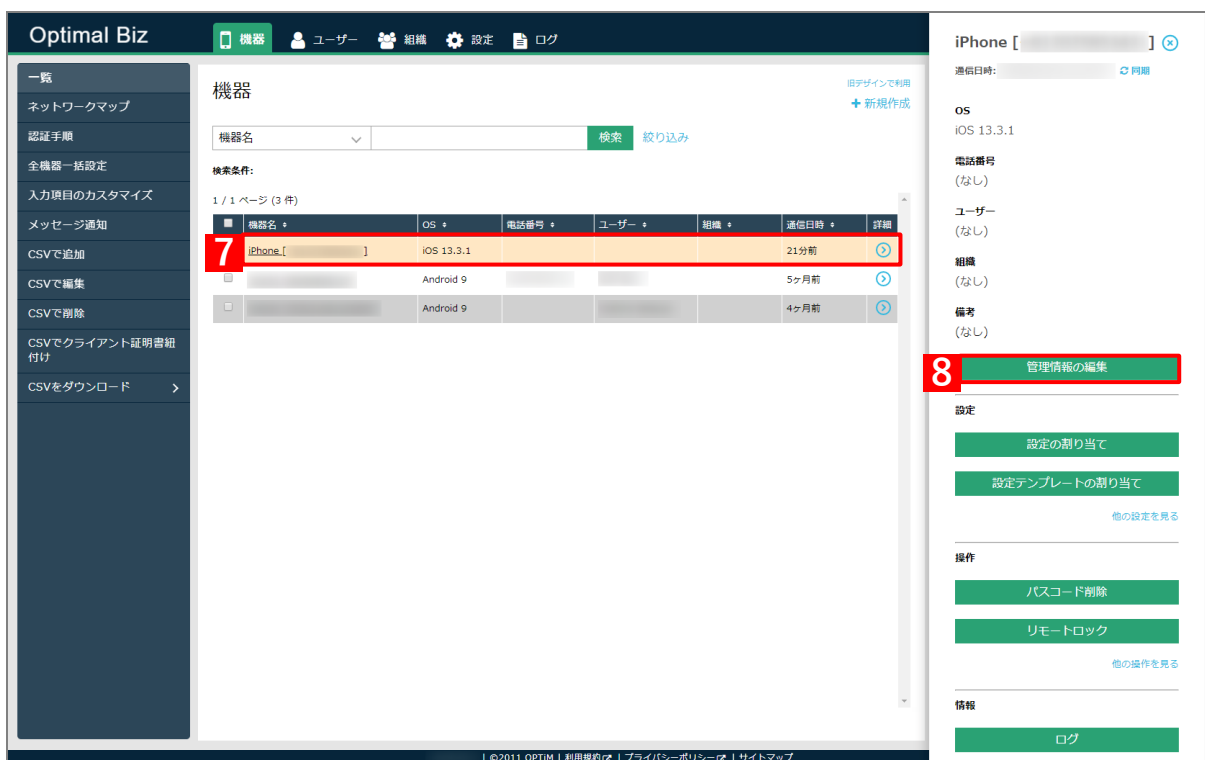 Optimal Biz
機器
ユーザー
組織
設定
ログ
一覧
ネットワークマップ
認証手順
全機器一括設定
入力項目のカスタマイズ
メッセージ通知
CSVで追加
CSVで編集
CSVで削除
CSVでクライアント証明書紐
付け
CSVをダウンロード
機器
旧デザインで利用
+ 新規作成
機器名
検索
絞り込み
検索条件:
1 / 1 ページ (3 件)
機器名 OS 電話番号 ユーザー 組織 通信日時 詳細
7
iPhone [ ] iOS 13.3.1 21分前
Android 9 5ヶ月前
Android 9 4ヶ月前
iPhone [ ]
通信日時: 同期
OS
iOS 13.3.1
電話番号
(なし)
ユーザー
(なし)
組織
(なし)
備考
(なし)
8
管理情報の編集
設定
設定の割り当て
設定テンプレートの割り当て
他の設定を見る
操作
パスコード削除
リモートロック
他の操作を見る
情報
ログ
| ©2011 OPTiM | 利用規約 | プライバシーポリシー | サイトマップ